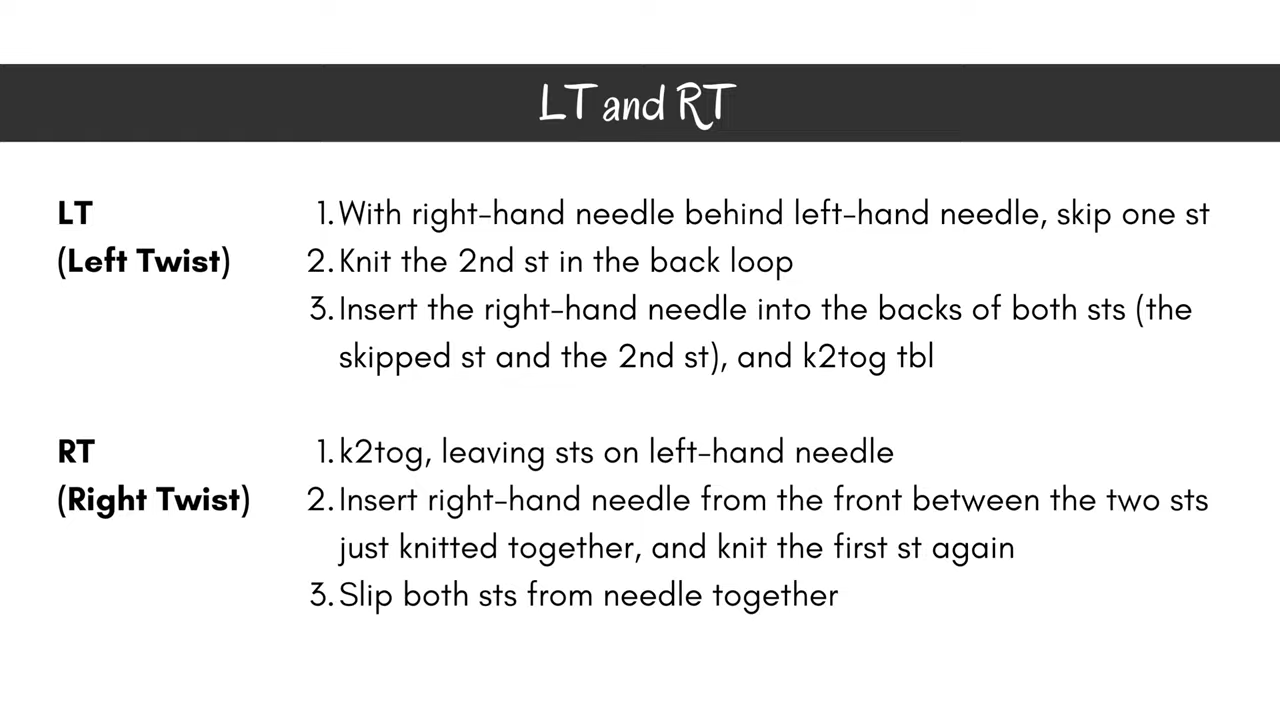 LT and RT
LT
(Left Twist)
1. With right-hand needle behind left-hand needle, skip one st
2. Knit the 2nd st in the back loop
3. Insert the right-hand needle into the backs of both sts (the
skipped st and the 2nd st), and k2tog tbl
RT
(Right Twist)
1. k2tog, leaving sts on left-hand needle
2. Insert right-hand needle from the front between the two sts
just knitted together, and knit the first st again
3. Slip both sts from needle together